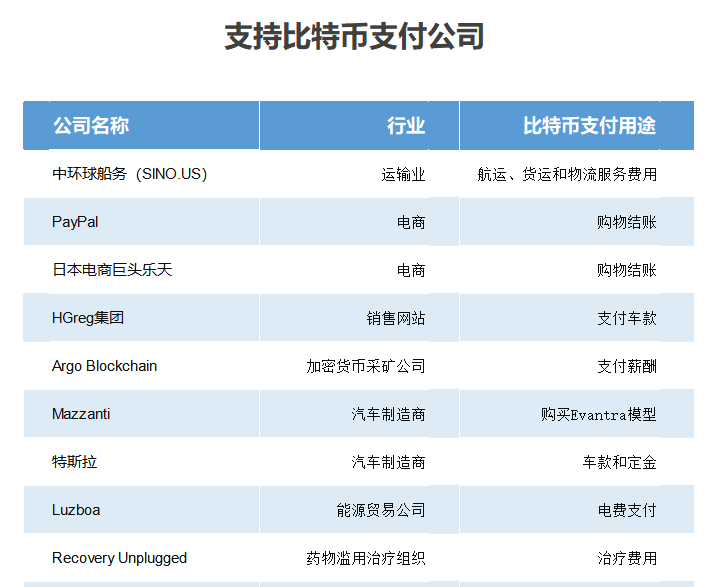 支持比特币支付公司
公司名称 行业 比特币支付用途
中环球船务（SINO.US） 运输业 航运、货运和物流服务费用
PayPal 电商 购物结账
日本电商巨头乐天 电商 购物结账
HGreg集团 销售网站 支付车款
Argo Blockchain 加密货币采矿公司 支付薪酬
Mazzanti 汽车制造商 购买Evantra模型
特斯拉 汽车制造商 车款和定金
Luzboa 能源贸易公司 电费支付
Recovery Unplugged 药物滥用治疗组织 治疗费用